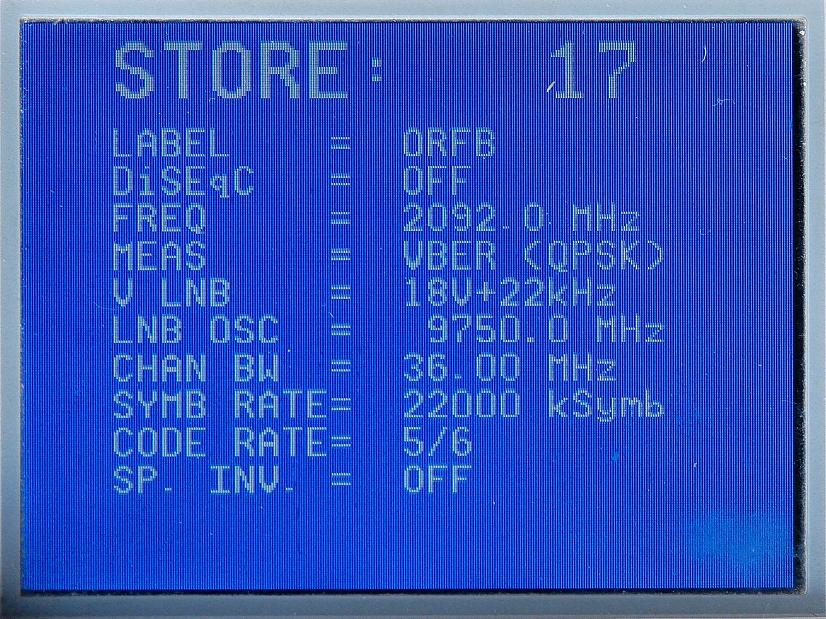 STORE: 17
LABEL = ORFB
DiSEqC = OFF
FREQ = 2092.0 MHz
MEAS = VBER (QPSK)
V LNB = 18V+22kHz
LNB OSC = 9750.0 MHz
CHAN BW = 36.00 MHz
SYMB RATE= 22000 kSymb
CODE RATE= 5/6
SP. INV. = OFF